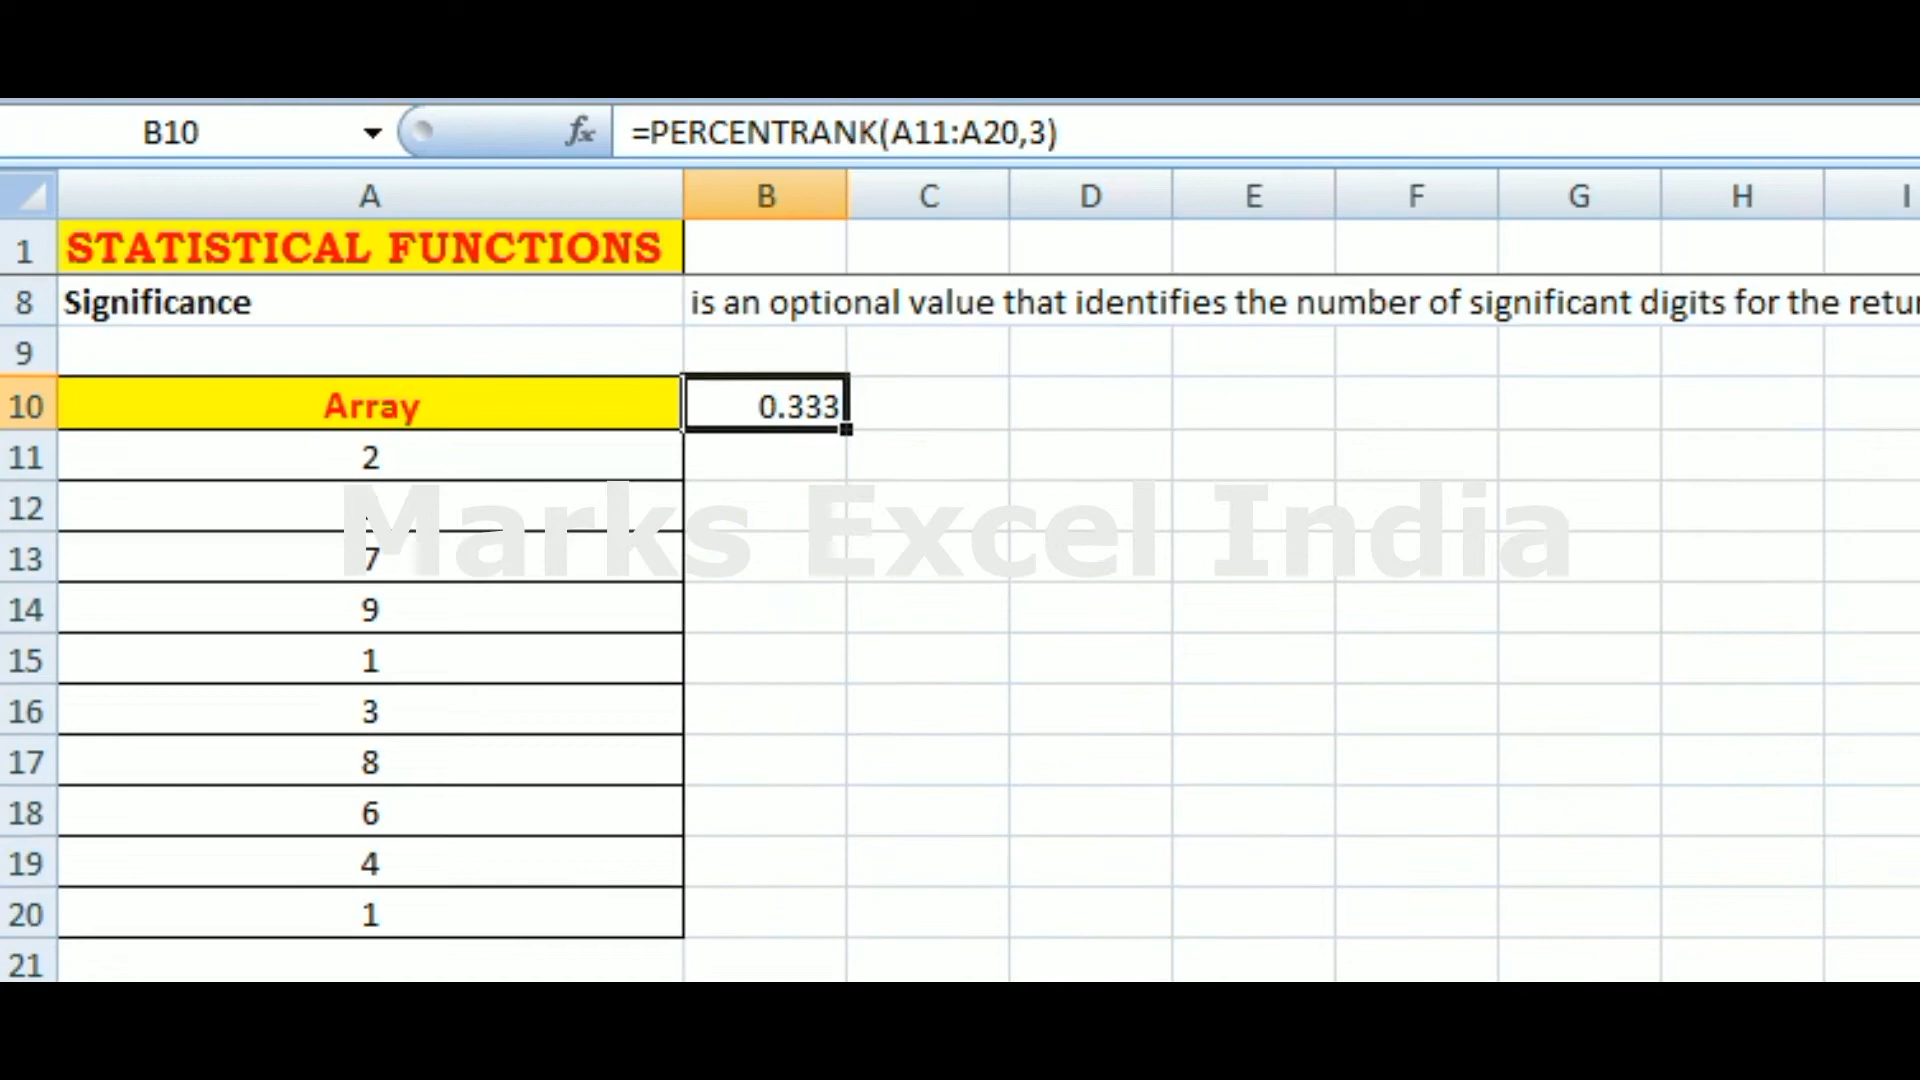 B10 fx =PERCENTRANK(A11:A20,3)
A B C D E F G H I
1 STATISTICAL FUNCTIONS
8 Significance is an optional value that identifies the number of significant digits for the
9
10 Array 0.333
11 2
12
Marks Excel India
13 7
14 9
15 1
16 3
17 8
18 6
19 4
20 1
21